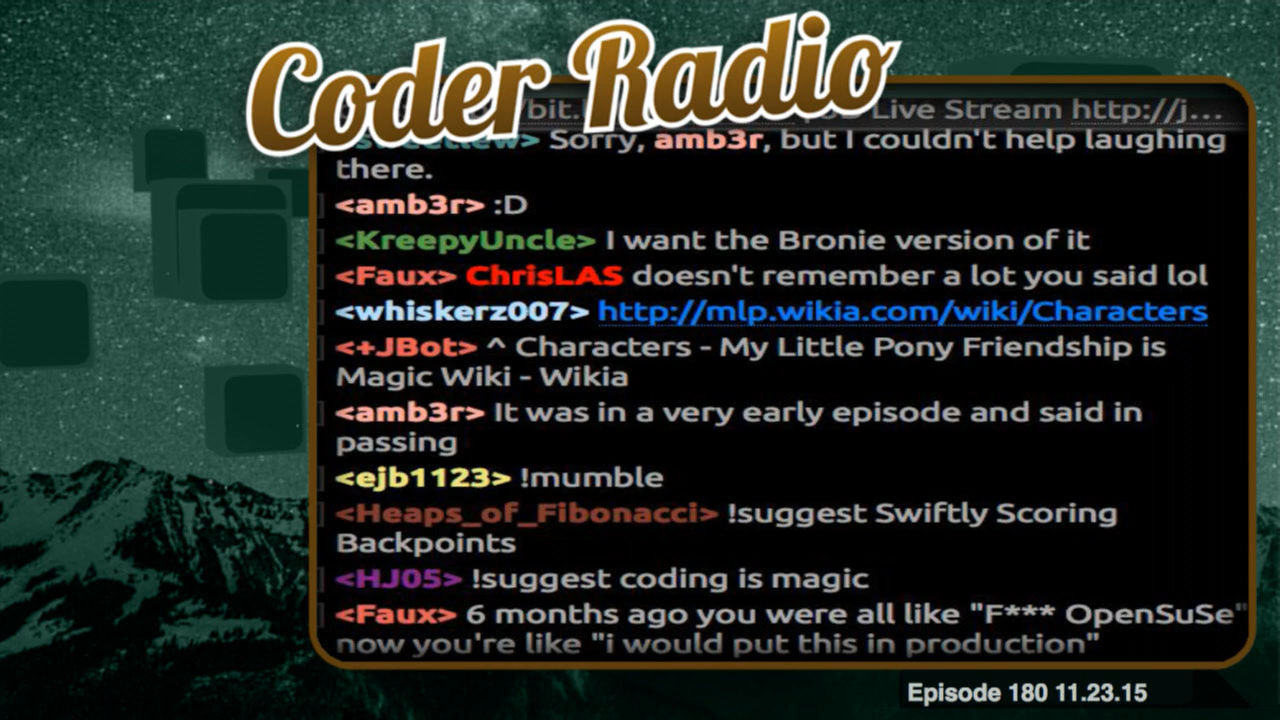 Coder Radio
/bit. Live Stream http://j...
Sorry, amb3r, but I couldn't help laughing
there.
<amb3r> :D
<KreepyUncle> I want the Bronie version of it
<Faux> ChrisLAS doesn't remember a lot you said lol
<whiskerz007> http://mlp.wikia.com/wiki/Characters
<+JBot> ^ Characters - My Little Pony Friendship is
Magic Wiki - Wikia
<amb3r> It was in a very early episode and said in
passing
<ejb1123> !mumble
<Heaps_of_Fibonacci> !suggest Swiftly Scoring
Backpoints
<HJ05> !suggest coding is magic
<Faux> 6 months ago you were all like "F*** OpenSuSe"
now you're like "i would put this in production"
Episode 180 11.23.15